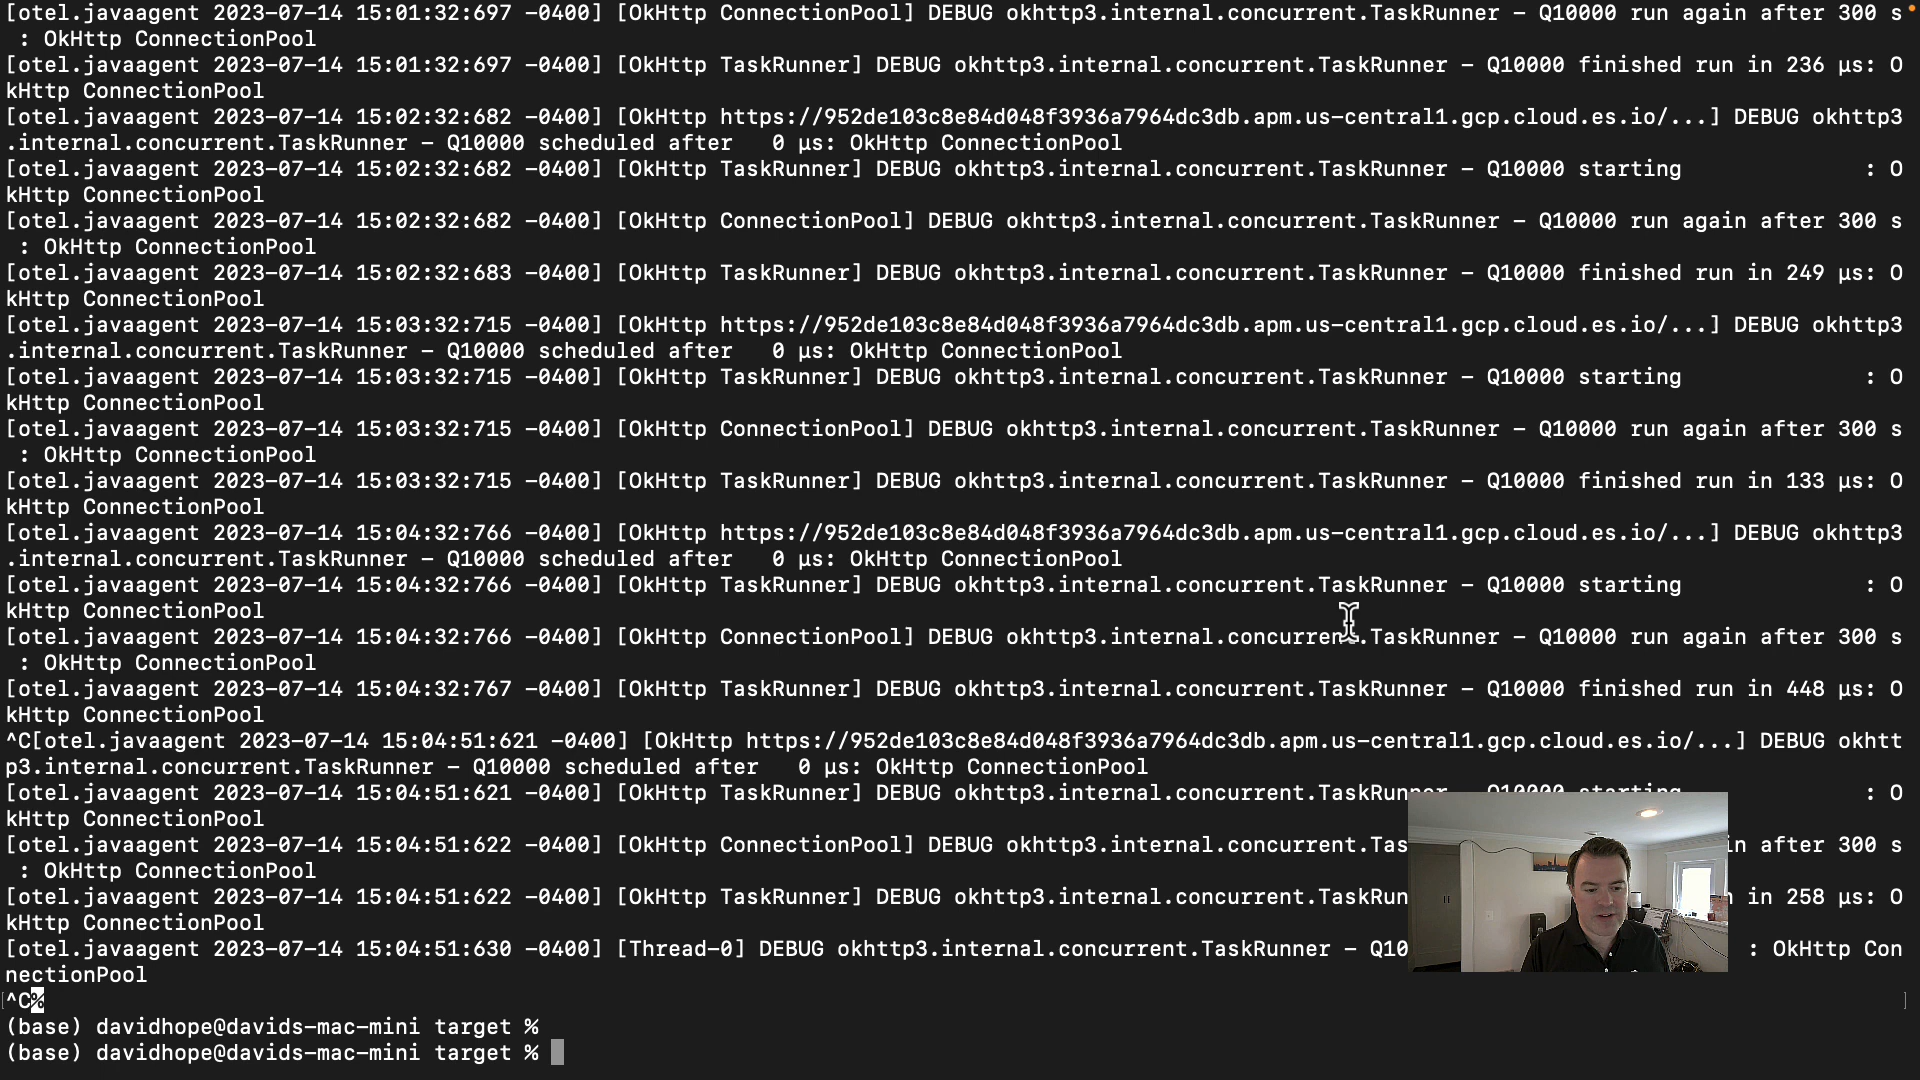 [otel.javaagent 2023-07-14 15:01:32:697 -0400] [OkHttp ConnectionPool] DEBUG okhttp3.internal.concurrent.TaskRunner - Q10000 run again after 300 s
 : OkHttp ConnectionPool
[otel.javaagent 2023-07-14 15:01:32:697 -0400] [OkHttp TaskRunner] DEBUG okhttp3.internal.concurrent.TaskRunner - Q10000 finished run in 236 µs: O
kHttp ConnectionPool
[otel.javaagent 2023-07-14 15:02:32:682 -0400] [OkHttp https://952de103c8e84d048f3936a7964dc3db.apm.us-central1.gcp.cloud.es.io/...] DEBUG okhttp3
.internal.concurrent.TaskRunner - Q10000 scheduled after   0 µs: OkHttp ConnectionPool
[otel.javaagent 2023-07-14 15:02:32:682 -0400] [OkHttp TaskRunner] DEBUG okhttp3.internal.concurrent.TaskRunner - Q10000 starting              : O
kHttp ConnectionPool
[otel.javaagent 2023-07-14 15:02:32:682 -0400] [OkHttp ConnectionPool] DEBUG okhttp3.internal.concurrent.TaskRunner - Q10000 run again after 300 s
 : OkHttp ConnectionPool
[otel.javaagent 2023-07-14 15:02:32:683 -0400] [OkHttp TaskRunner] DEBUG okhttp3.internal.concurrent.TaskRunner - Q10000 finished run in 249 µs: O
kHttp ConnectionPool
[otel.javaagent 2023-07-14 15:03:32:715 -0400] [OkHttp https://952de103c8e84d048f3936a7964dc3db.apm.us-central1.gcp.cloud.es.io/...] DEBUG okhttp3
.internal.concurrent.TaskRunner - Q10000 scheduled after   0 µs: OkHttp ConnectionPool
[otel.javaagent 2023-07-14 15:03:32:715 -0400] [OkHttp TaskRunner] DEBUG okhttp3.internal.concurrent.TaskRunner - Q10000 starting              : O
kHttp ConnectionPool
[otel.javaagent 2023-07-14 15:03:32:715 -0400] [OkHttp ConnectionPool] DEBUG okhttp3.internal.concurrent.TaskRunner - Q10000 run again after 300 s
 : OkHttp ConnectionPool
[otel.javaagent 2023-07-14 15:03:32:715 -0400] [OkHttp TaskRunner] DEBUG okhttp3.internal.concurrent.TaskRunner - Q10000 finished run in 133 µs: O
kHttp ConnectionPool
[otel.javaagent 2023-07-14 15:04:32:766 -0400] [OkHttp https://952de103c8e84d048f3936a7964dc3db.apm.us-central1.gcp.cloud.es.io/...] DEBUG okhttp3
.internal.concurrent.TaskRunner - Q10000 scheduled after   0 µs: OkHttp ConnectionPool
[otel.javaagent 2023-07-14 15:04:32:766 -0400] [OkHttp TaskRunner] DEBUG okhttp3.internal.concurrent.TaskRunner - Q10000 starting              : O
kHttp ConnectionPool
[otel.javaagent 2023-07-14 15:04:32:766 -0400] [OkHttp ConnectionPool] DEBUG okhttp3.internal.concurrent.TaskRunner - Q10000 run again after 300 s
 : OkHttp ConnectionPool
[otel.javaagent 2023-07-14 15:04:32:767 -0400] [OkHttp TaskRunner] DEBUG okhttp3.internal.concurrent.TaskRunner - Q10000 finished run in 448 µs: O
kHttp ConnectionPool
^C[otel.javaagent 2023-07-14 15:04:51:621 -0400] [OkHttp https://952de103c8e84d048f3936a7964dc3db.apm.us-central1.gcp.cloud.es.io/...] DEBUG okhtt
p3.internal.concurrent.TaskRunner - Q10000 scheduled after   0 µs: OkHttp ConnectionPool
[otel.javaagent 2023-07-14 15:04:51:621 -0400] [OkHttp TaskRunner] DEBUG okhttp3.internal.concurrent.TaskRunner - Q10000 starting              : O
kHttp ConnectionPool
[otel.javaagent 2023-07-14 15:04:51:622 -0400] [OkHttp ConnectionPool] DEBUG okhttp3.internal.concurrent.Tas in after 300 s
 : OkHttp ConnectionPool
[otel.javaagent 2023-07-14 15:04:51:622 -0400] [OkHttp TaskRunner] DEBUG okhttp3.internal.concurrent.TaskRun in 258 µs: O
kHttp ConnectionPool
[otel.javaagent 2023-07-14 15:04:51:630 -0400] [Thread-0] DEBUG okhttp3.internal.concurrent.TaskRunner - Q10 : OkHttp Con
nectionPool
^C%
(base) davidhope@davids-mac-mini target %
(base) davidhope@davids-mac-mini target %